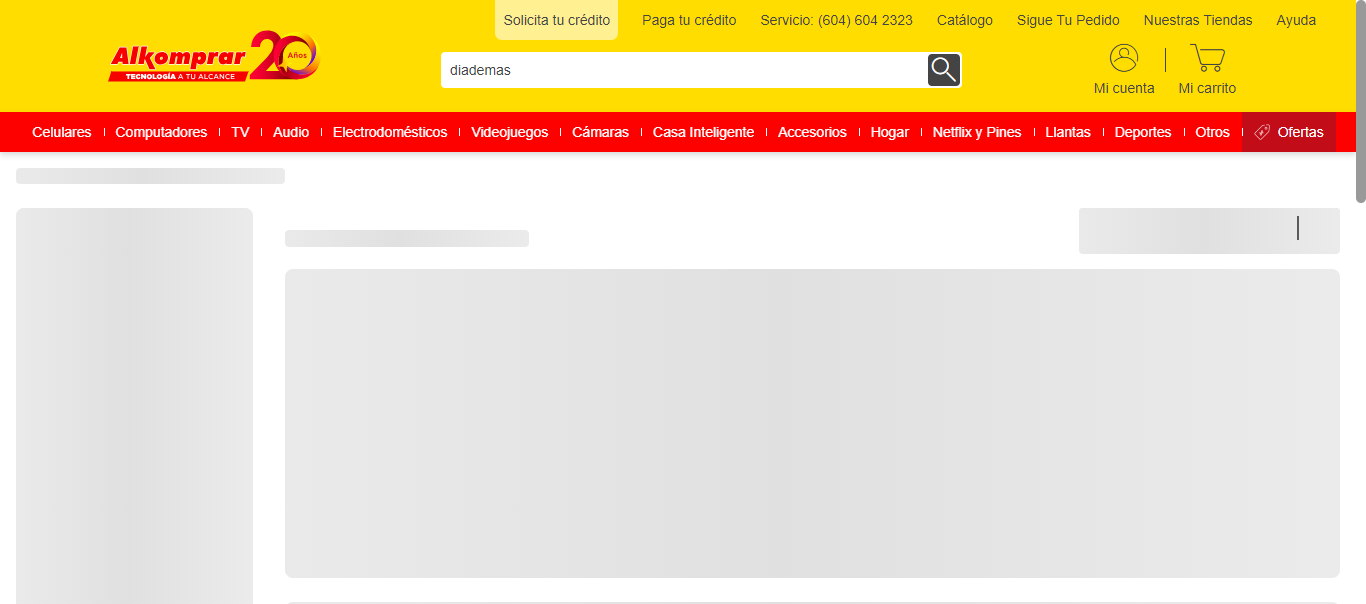 Solicita tu crédito Paga tu crédito Servicio: (604) 604 2323 Catálogo Sigue Tu Pedido Nuestras Tiendas Ayuda
Alkomprar 20 Años
TECNOLOGÍA A TU ALCANCE
diademas
Mi cuenta Mi carrito
Celulares Computadores TV Audio Electrodomésticos Videojuegos Cámaras Casa Inteligente Accesorios Hogar Netflix y Pines Llantas Deportes Otros Ofertas